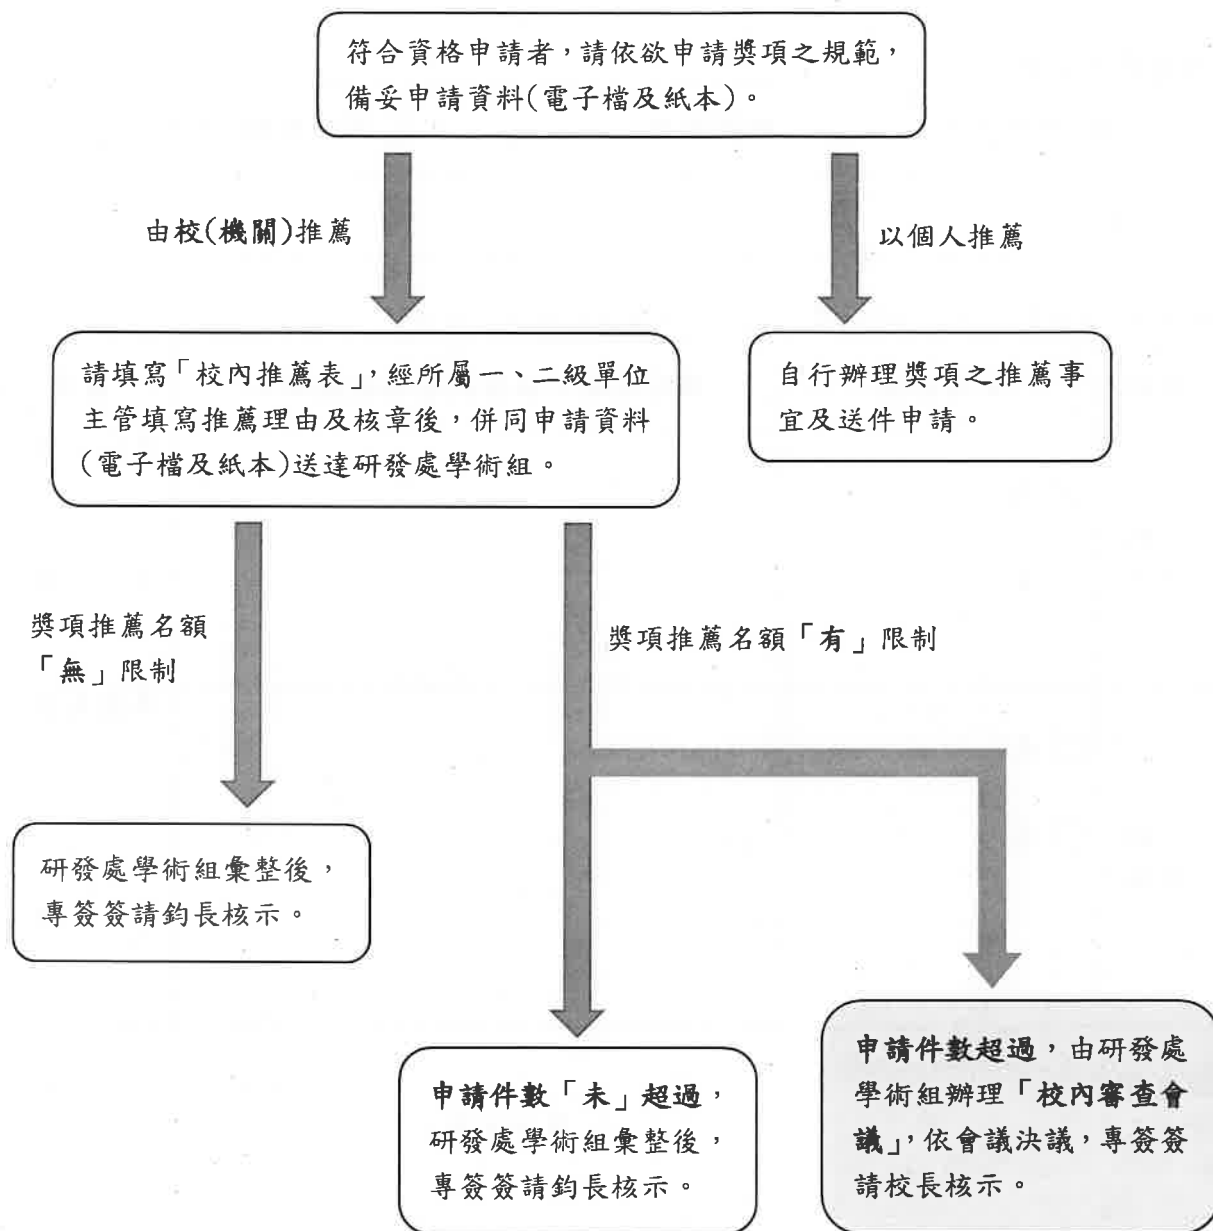 符合資格申請者，請依欲申請獎項之規範，
備妥申請資料(電子檔及紙本)。
由校(機關)推薦
以個人推薦
請填寫「校內推薦表」，經所屬一、二級單位
主管填寫推薦理由及核章後，併同申請資料
(電子檔及紙本)送達研發處學術組。
自行辦理獎項之推薦事
宜及送件申請。
獎項推薦名額
「無」限制
獎項推薦名額「有」限制
研發處學術組彙整後，
專簽簽請鈞長核示。
申請件數「未」超過，
研發處學術組彙整後，
專簽簽請鈞長核示。
申請件數超過，由研發處
學術組辦理「校內審查會
議」，依會議決議，專簽簽
請校長核示。